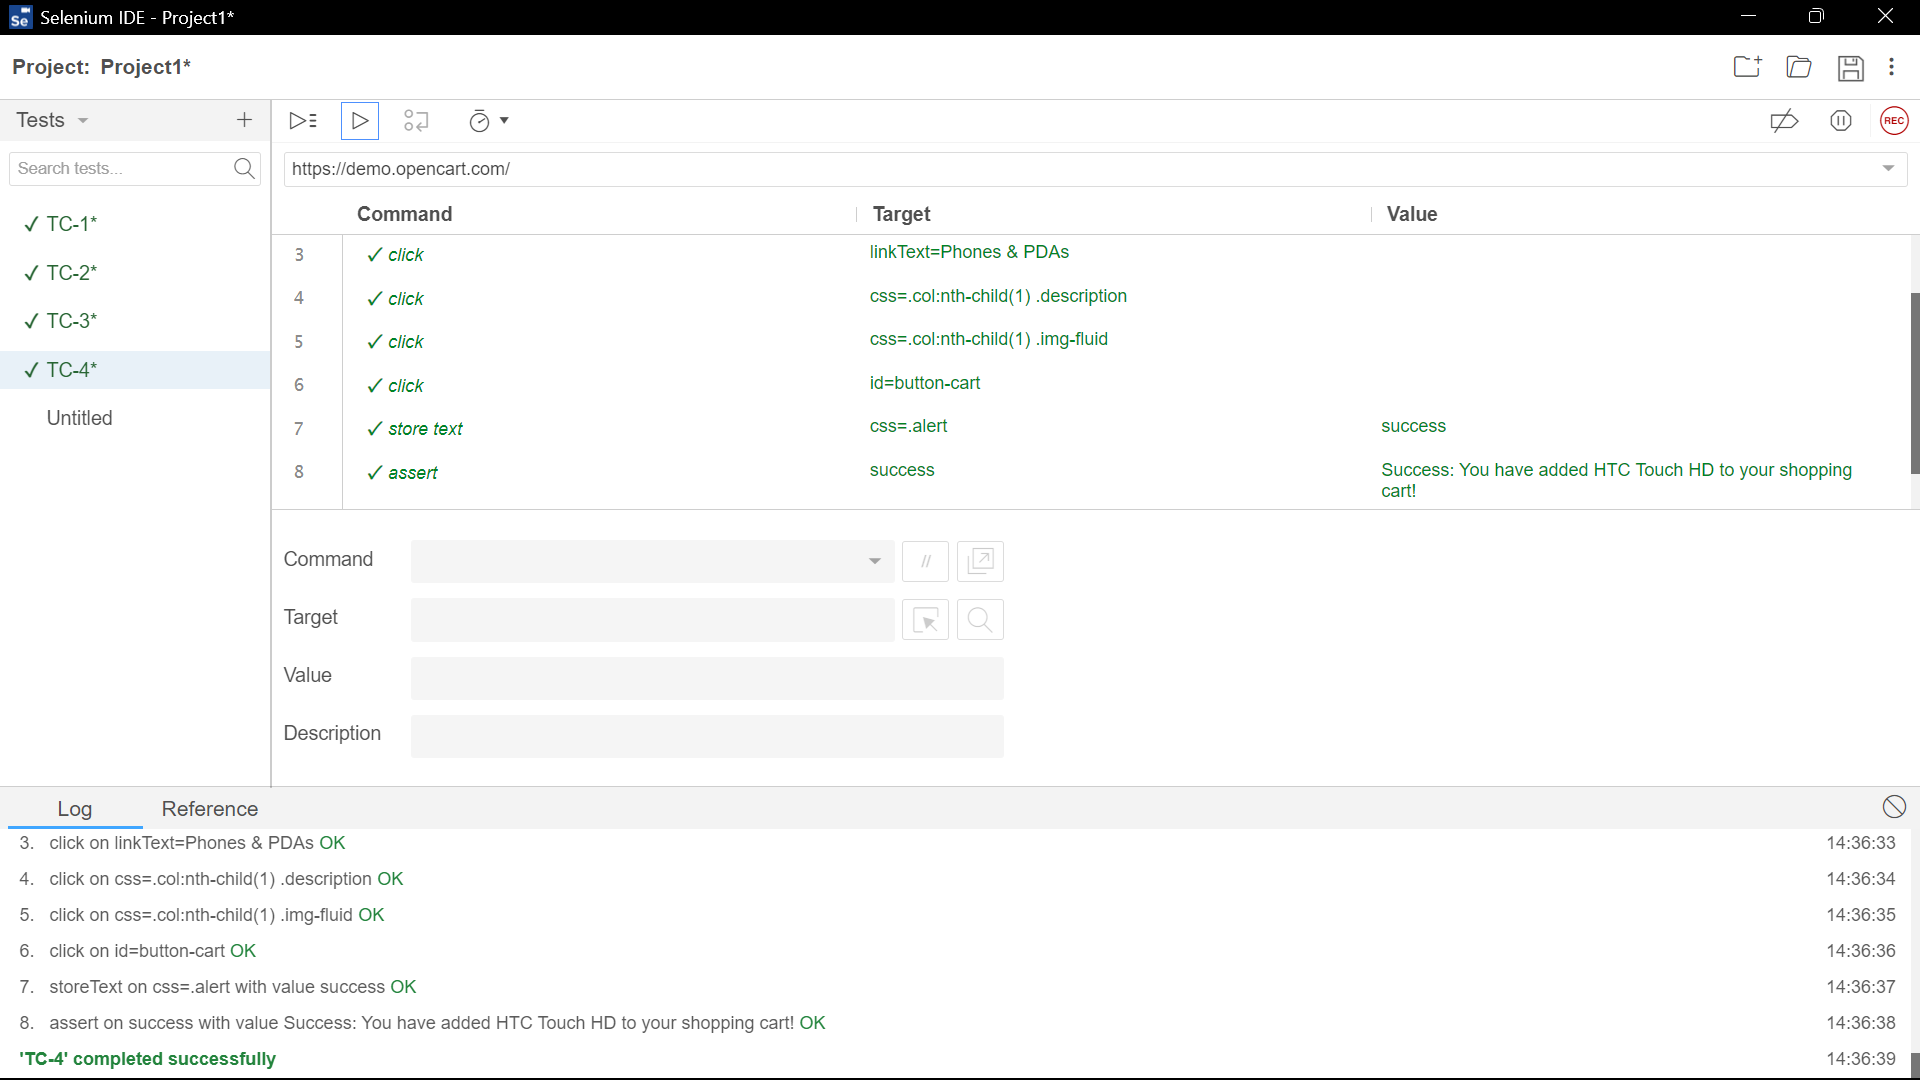 Se Selenium IDE - Project1*
Project: Project1*
Tests
REC
Search tests...
https://demo.opencart.com/
Command Target Value
✓ TC-1*
✓ TC-2*
✓ TC-3*
✓ TC-4*
Untitled
3 ✓ click linkText=Phones & PDAs
4 ✓ click css=.col:nth-child(1) .description
5 ✓ click css=.col:nth-child(1) .img-fluid
6 ✓ click id=button-cart
7 ✓ store text css=.alert success
8 ✓ assert success Success: You have added HTC Touch HD to your shopping
cart!
Command //
Target
Value
Description
Log Reference
3. click on linkText=Phones & PDAs OK 14:36:33
4. click on css=.col:nth-child(1) .description OK 14:36:34
5. click on css=.col:nth-child(1) .img-fluid OK 14:36:35
6. click on id=button-cart OK 14:36:36
7. storeText on css=.alert with value success OK 14:36:37
8. assert on success with value Success: You have added HTC Touch HD to your shopping cart! OK 14:36:38
'TC-4' completed successfully 14:36:39